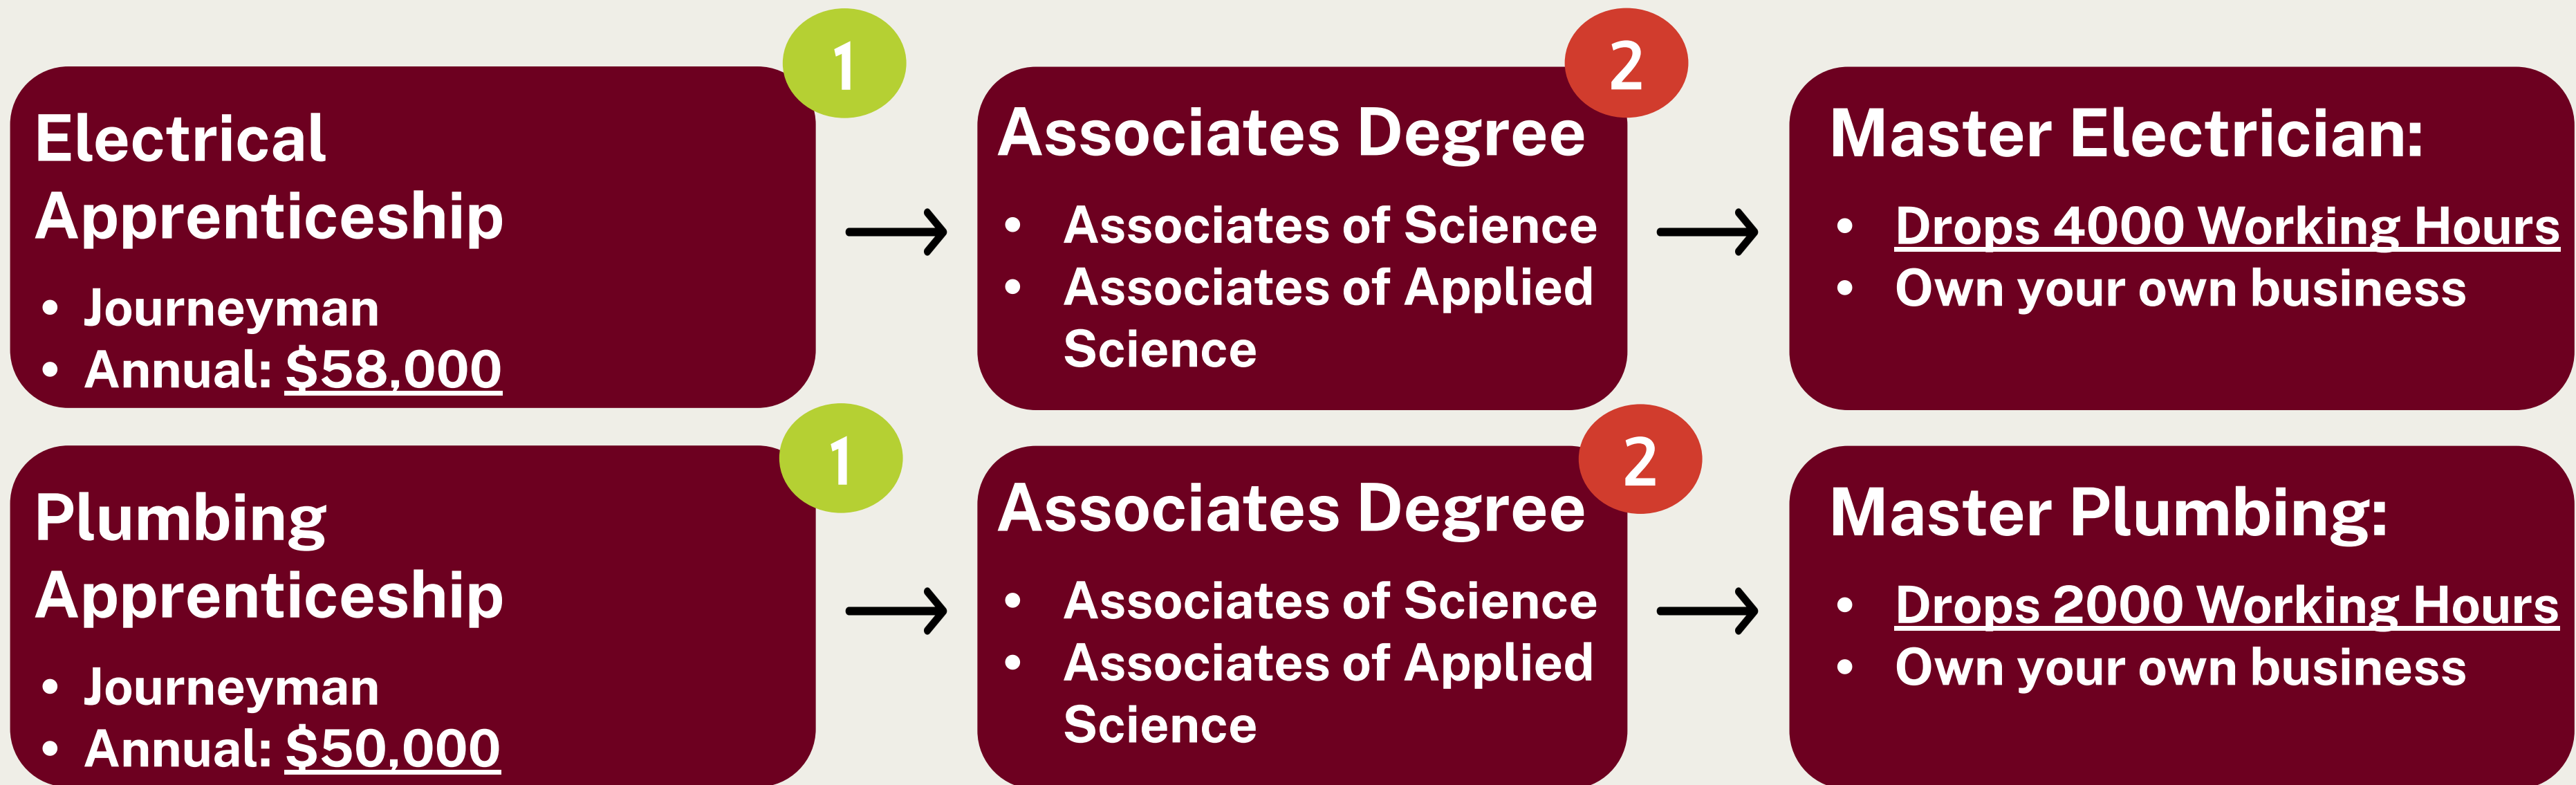 1
Electrical
Apprenticeship
• Journeyman
• Annual: $58,000
2
Associates Degree
• Associates of Science
• Associates of Applied
Science
Master Electrician:
• Drops 4000 Working Hours
• Own your own business
1
Plumbing
Apprenticeship
• Journeyman
• Annual: $50,000
2
Associates Degree
• Associates of Science
• Associates of Applied
Science
Master Plumbing:
• Drops 2000 Working Hours
• Own your own business